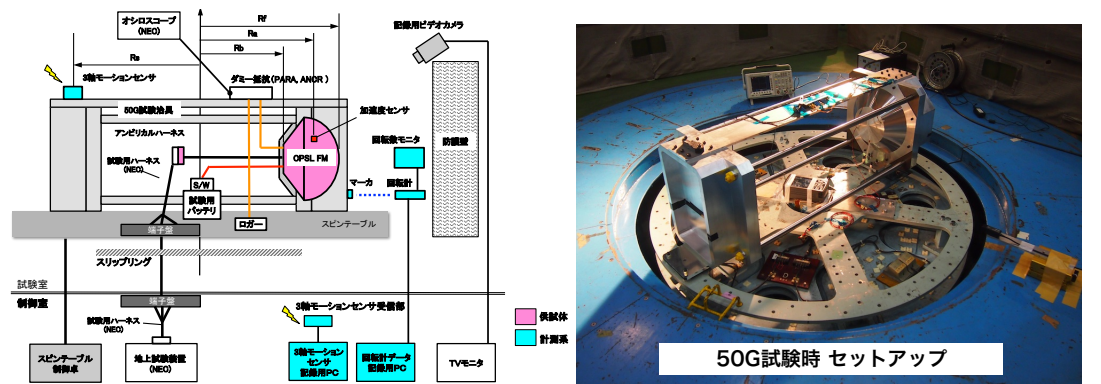 オシロスコープ
(NEO)
Rf
Ra
Rb
Rs
記録用ビデオカメラ
3軸モーションセンサ
ダミー抵抗(PARA, ANCR )
50G試験治具
加速度センサ
アンビリカルハーネス
回転数モニタ
防護壁
試験用ハーネス
(NEO)
OPSL FM
S/W
マーカ
回転計
試験用
バッテリ
ロガー
スピンテーブル
端子盤
スリップリング
試験室
制御室
端子盤
3軸モーションセンサ受信部
試験用ハーネス
(NEO)
供試体
計測系
スピンテーブル
制御卓
地上試験装置
(NEO)
3軸モーション
センサ
記録用PC
回転計データ
記録用PC
TVモニタ
50G試験時 セットアップ